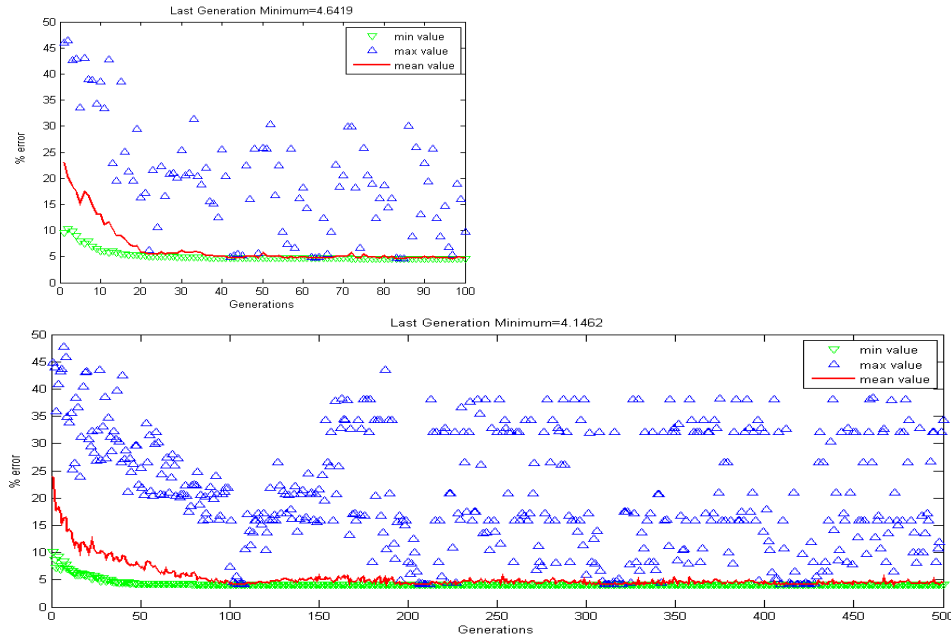 Last Generation Minimum=4.6419
50
45
40
35
30
25
20
15
10
5
0
% error
min value
max value
mean value
0 10 20 30 40 50 60 70 80 90 100
Generations
Last Generation Minimum=4.1462
50
45
40
35
30
25
20
15
10
5
0
% error
min value
max value
mean value
0 50 100 150 200 250 300 350 400 450 500
Generations